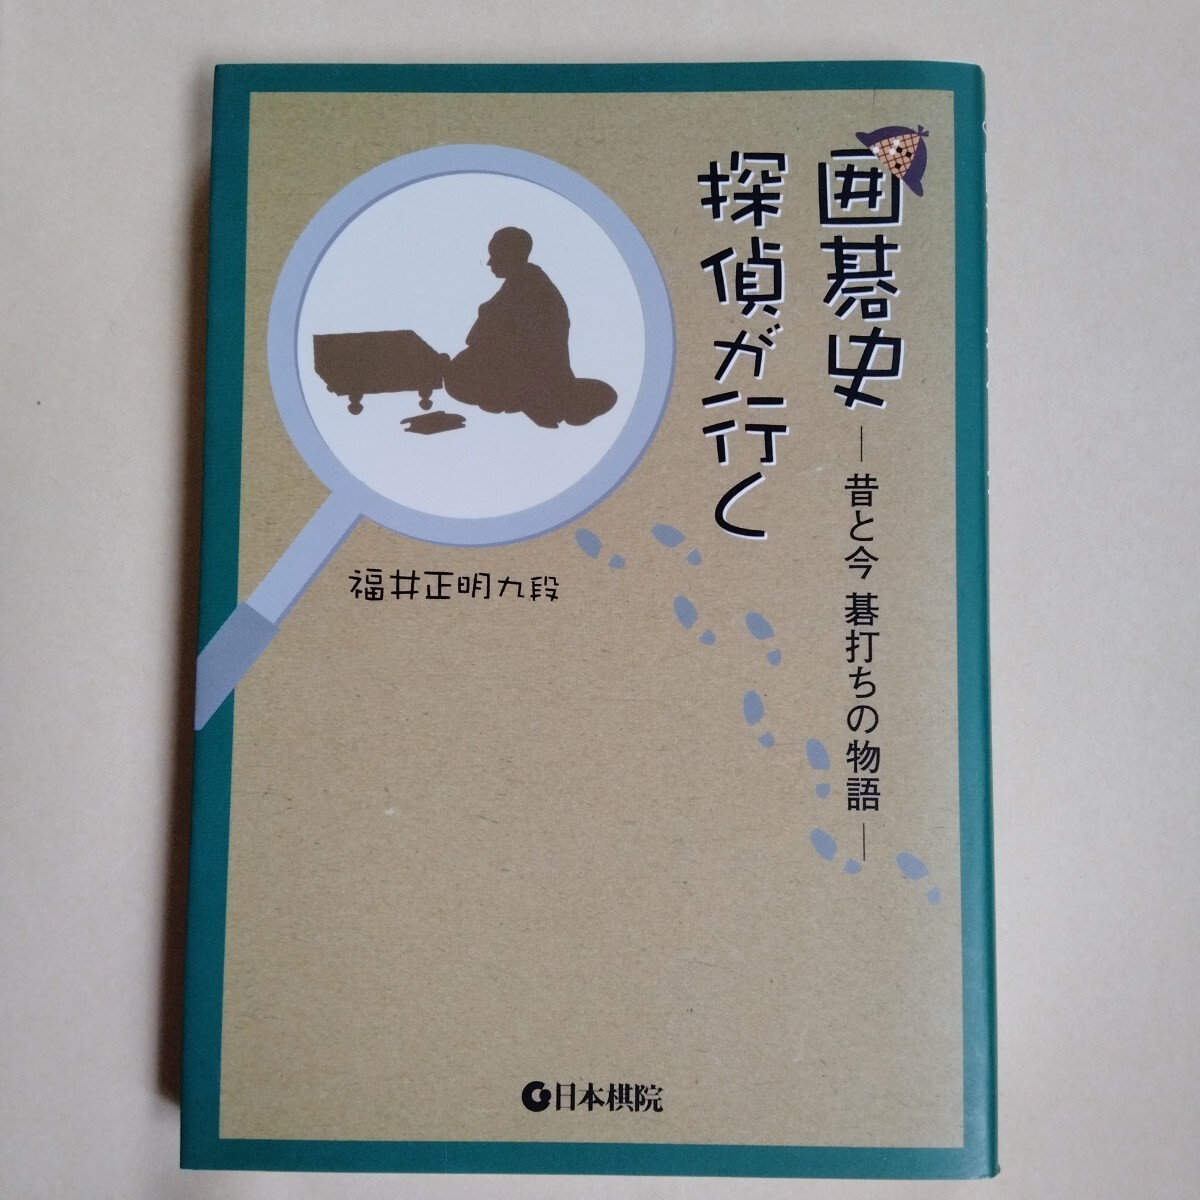 囲碁史
探偵が行く
―昔と今 碁打ちの物語―
福井正明九段
日本棋院